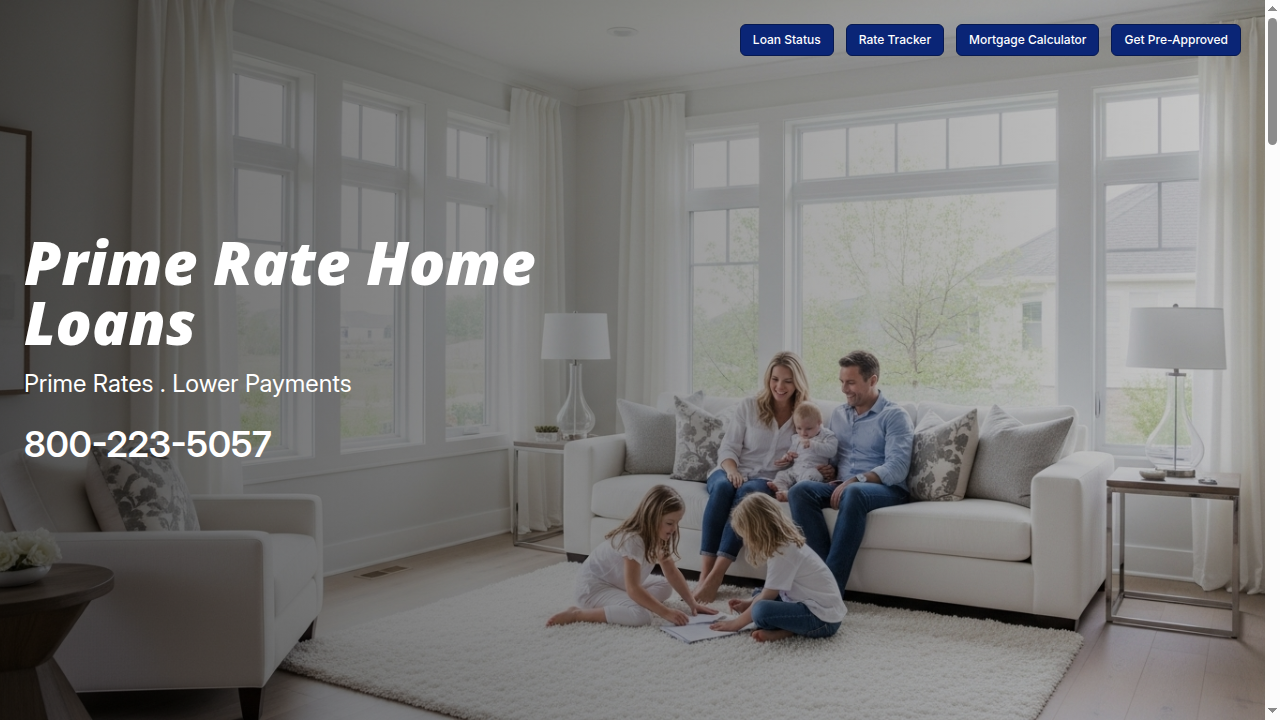 Loan Status
Rate Tracker
Mortgage Calculator
Get Pre-Approved
Prime Rate Home
Loans
Prime Rates . Lower Payments
800-223-5057